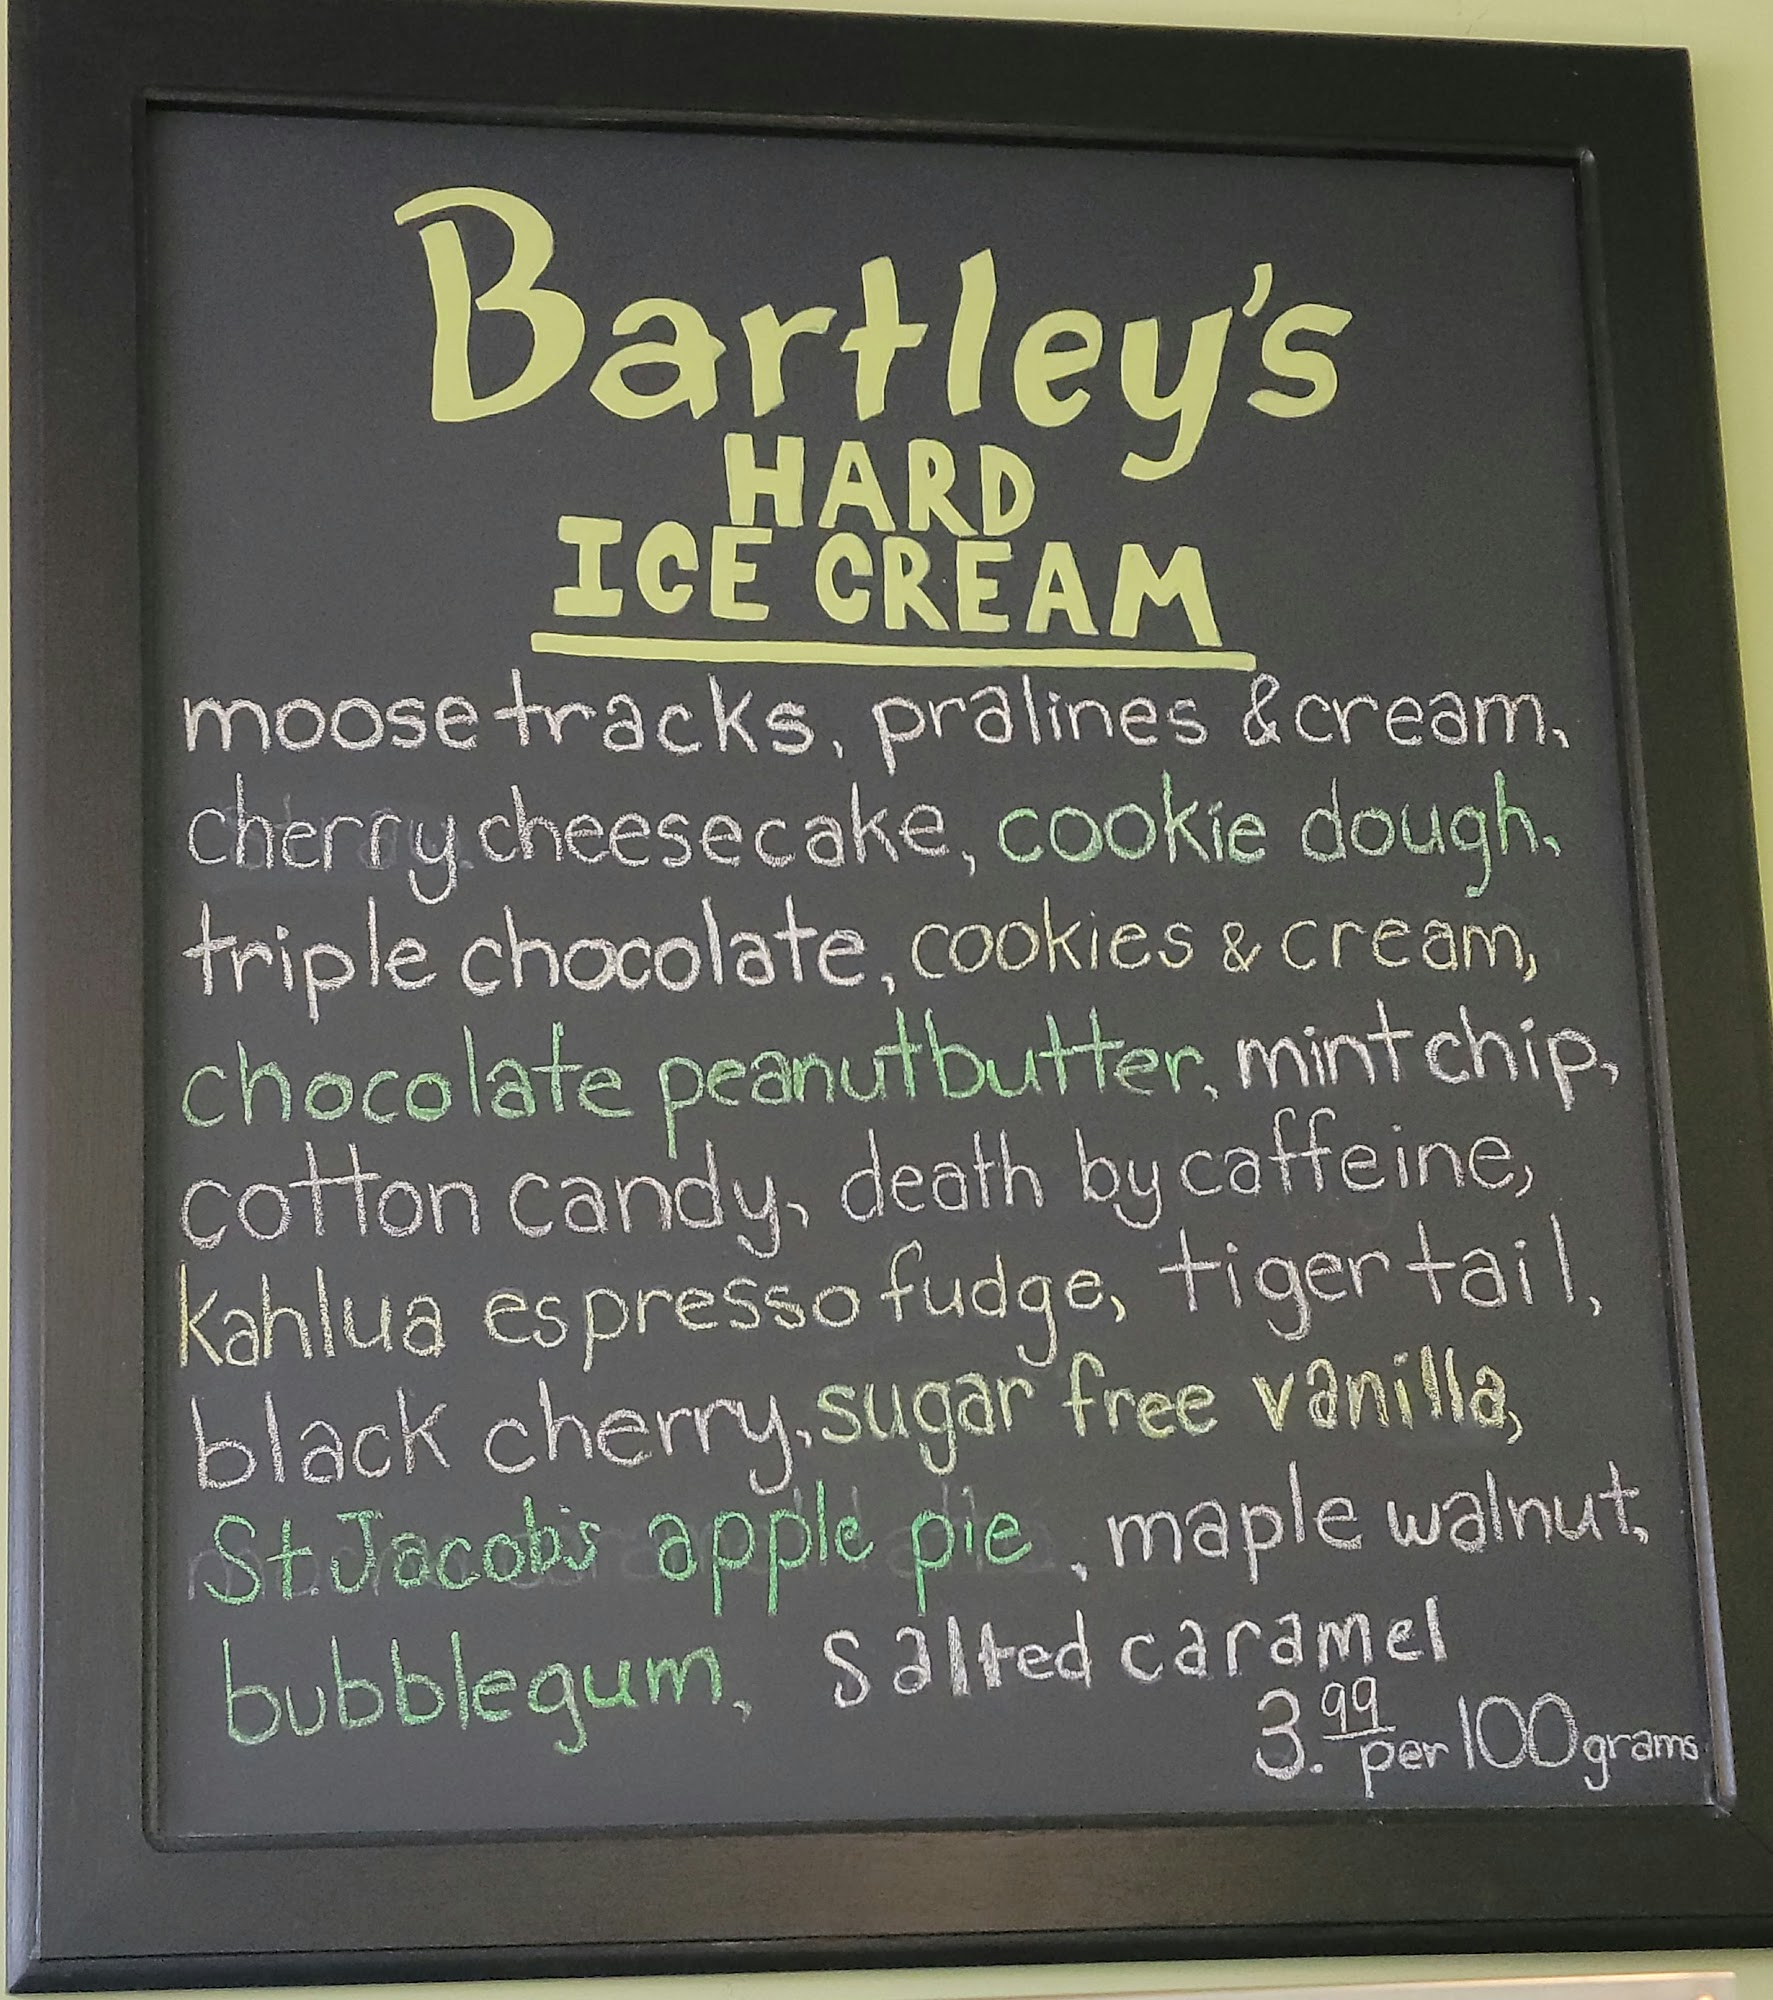 Bartley's
HARD
ICE CREAM
moose tracks, pralines & cream,
cherry cheesecake, cookie dough,
triple chocolate, cookies & cream,
chocolate peanut butter, mint chip,
cotton candy, death by caffeine,
kahlua espresso fudge, tiger tail,
black cherry, sugar free vanilla,
St. Jacob's apple pie, maple walnut,
bubblegum, salted caramel
3.99 per 100 grams